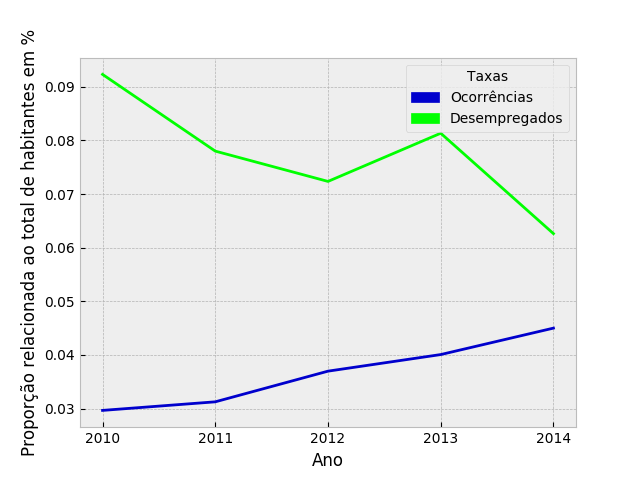 Proporção relacionada ao total de habitantes em %
0.09
0.08
0.07
0.06
0.05
0.04
0.03
Taxas
Ocorrências
Desempregados
2010 2011 2012 2013 2014
Ano